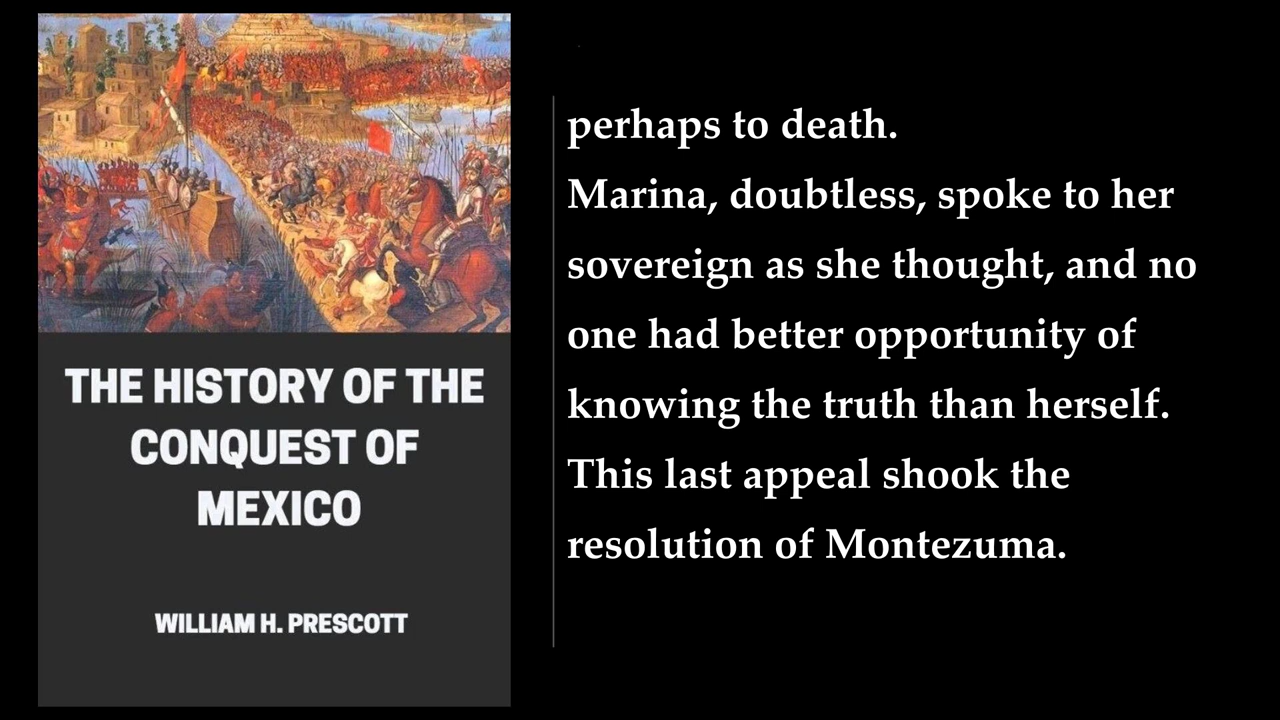 THE HISTORY OF THE
CONQUEST OF
MEXICO
WILLIAM H. PRESCOTT
perhaps to death.
Marina, doubtless, spoke to her
sovereign as she thought, and no
one had better opportunity of
knowing the truth than herself.
This last appeal shook the
resolution of Montezuma.